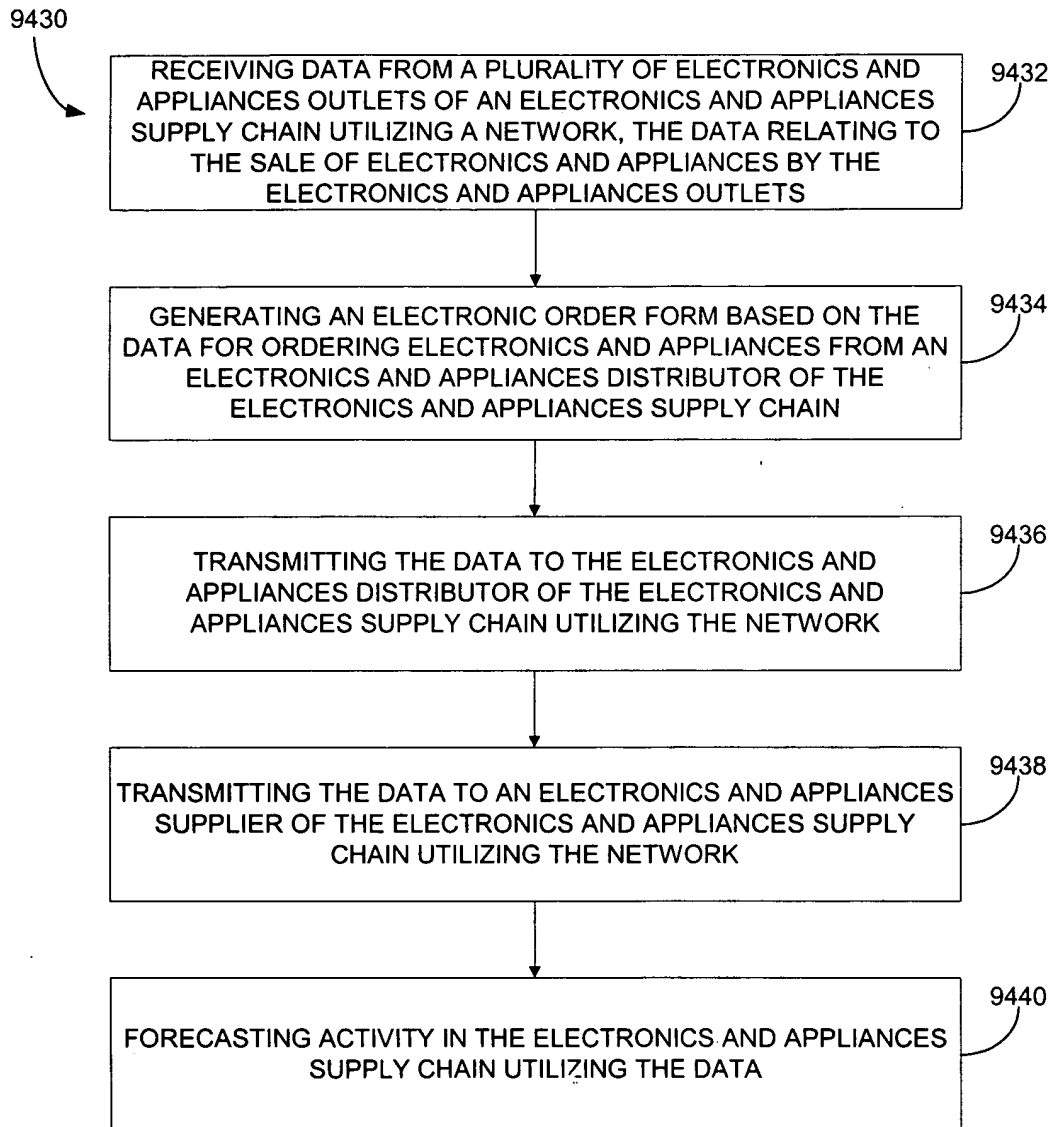 9430
RECEIVING DATA FROM A PLURALITY OF ELECTRONICS AND
APPLIANCES OUTLETS OF AN ELECTRONICS AND APPLIANCES
SUPPLY CHAIN UTILIZING A NETWORK, THE DATA RELATING TO
THE SALE OF ELECTRONICS AND APPLIANCES BY THE
ELECTRONICS AND APPLIANCES OUTLETS
9432
GENERATING AN ELECTRONIC ORDER FORM BASED ON THE
DATA FOR ORDERING ELECTRONICS AND APPLIANCES FROM AN
ELECTRONICS AND APPLIANCES DISTRIBUTOR OF THE
ELECTRONICS AND APPLIANCES SUPPLY CHAIN
9434
TRANSMITTING THE DATA TO THE ELECTRONICS AND
APPLIANCES DISTRIBUTOR OF THE ELECTRONICS AND
APPLIANCES SUPPLY CHAIN UTILIZING THE NETWORK
9436
TRANSMITTING THE DATA TO AN ELECTRONICS AND APPLIANCES
SUPPLIER OF THE ELECTRONICS AND APPLIANCES SUPPLY
CHAIN UTILIZING THE NETWORK
9438
FORECASTING ACTIVITY IN THE ELECTRONICS AND APPLIANCES
SUPPLY CHAIN UTILIZING THE DATA
9440